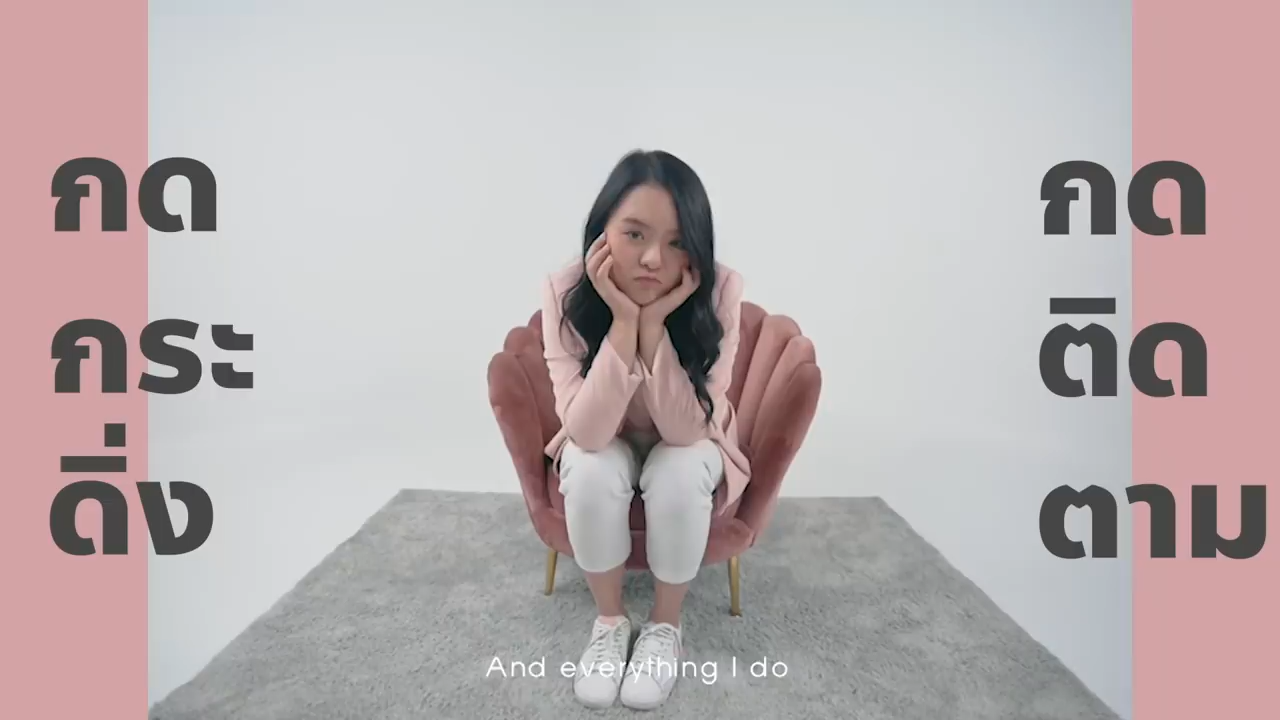 กด
กระ
ดิ่ง
กด
ติด
ตาม
And everything I do